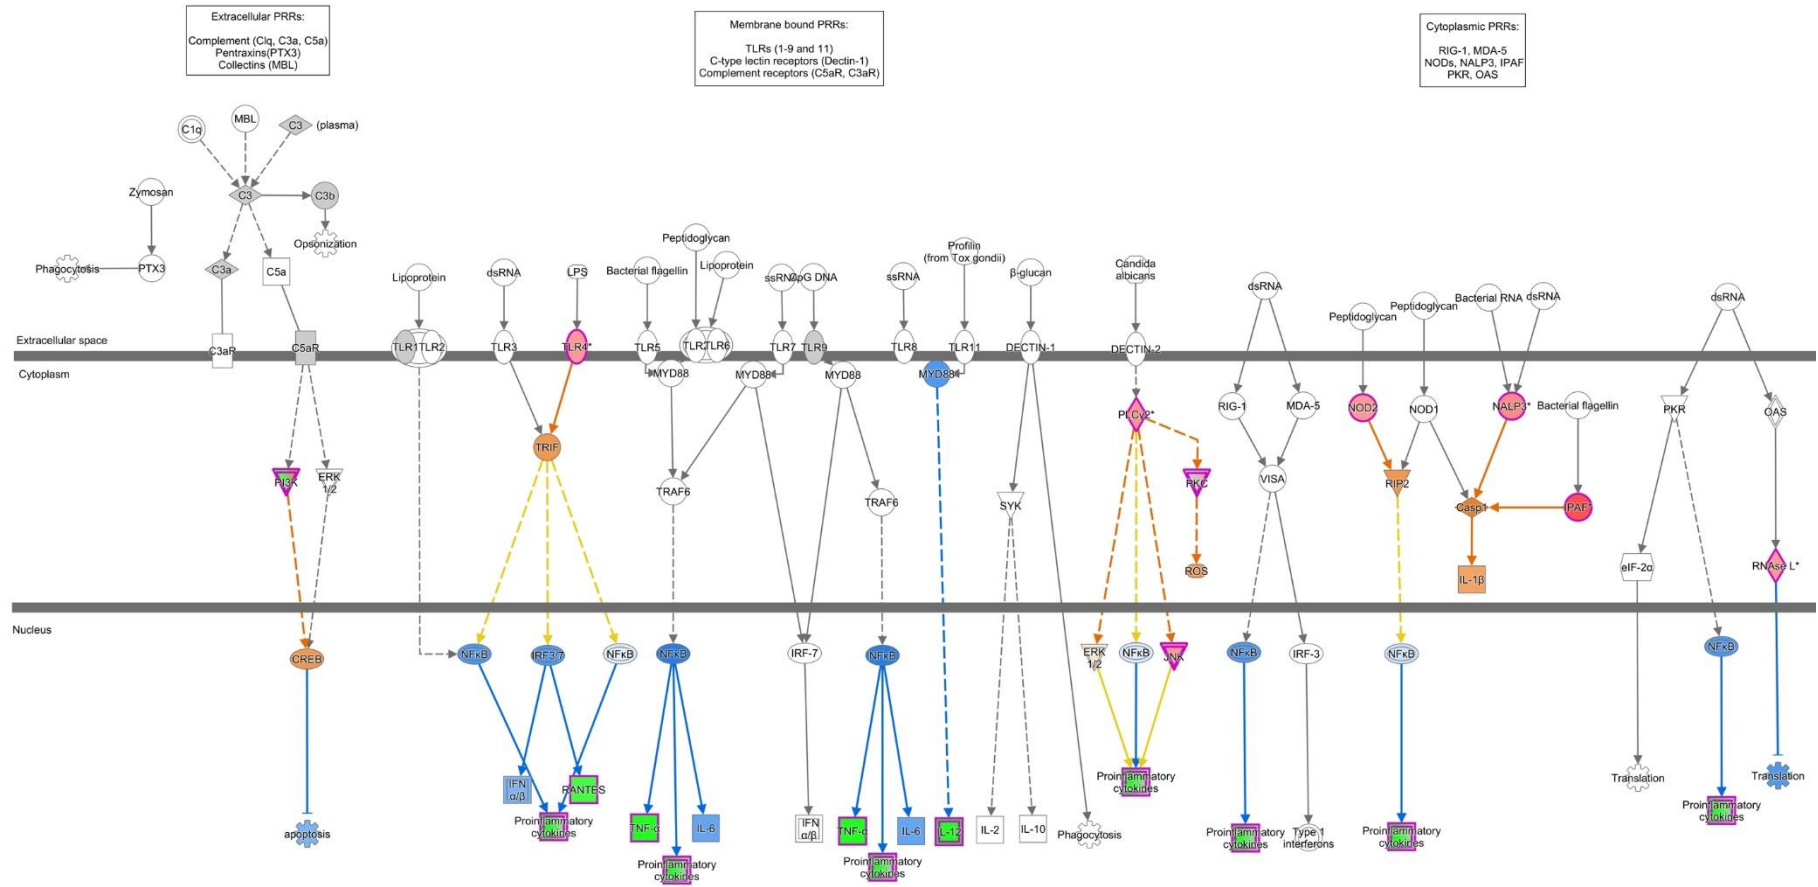 Extracellular PRRs:
Complement (Clq, C3a, C5a)
Pentraxins(PTX3)
Collectins (MBL)
Membrane bound PRRs:
TLRs (1-9 and 11)
C-type lectin receptors (Dectin-1)
Complement receptors (C5aR, C3aR)
Cytoplasmic PRRs:
RIG-1, MDA-5
NODs, NALP3, IPAF
PKR, OAS
C1q
MBL
C3
(plasma)
Zymosan
C3
C3b
Opsonization
Phagocytosis
PTX3
C3a
C5a
Lipoprotein
dsRNA
LPS
Bacterial flagellin
Peptidoglycan
Lipoprotein
ssRNA
CpG DNA
ssRNA
Profilin
(from Tox gondii)
β-glucan
Candida
albicans
dsRNA
Peptidoglycan
Peptidoglycan
Bacterial RNA
dsRNA
dsRNA
Extracellular space
C3aR
C5aR
TLR1
TLR2
TLR3
TLR4*
TLR5
TLR2
TLR6
TLR7
TLR9
TLR8
TLR11
DECTIN-1
DECTIN-2
Cytoplasm
MYD88
MYD88
MYD88
MYD88
PLCγ2*
RIG-1
MDA-5
NOD2
NOD1
NALP3*
Bacterial flagellin
PKR
OAS
TRIF
PI3K
ERK
1/2
TRAF6
TRAF6
SYK
PKC
VISA
RIP2
Casp1
IPAF*
ROS
IL-1β
eIF-2α
RNAse L*
Nucleus
CREB
NFκB
IRF3/7
NFκB
NFκB
IRF-7
NFκB
ERK
1/2
NFκB
JNK
NFκB
IRF-3
NFκB
NFκB
IFN
α/β
RANTES
Proinflammatory
cytokines
Translation
Translation
apoptosis
Proinflammatory
cytokines
TNF-α
IL-6
IFN
α/β
TNF-α
IL-6
IL-12
IL-2
IL-10
Phagocytosis
Proinflammatory
cytokines
Type 1
interferons
Proinflammatory
cytokines
Proinflammatory
cytokines
Proinflammatory
cytokines
Proinflammatory
cytokines